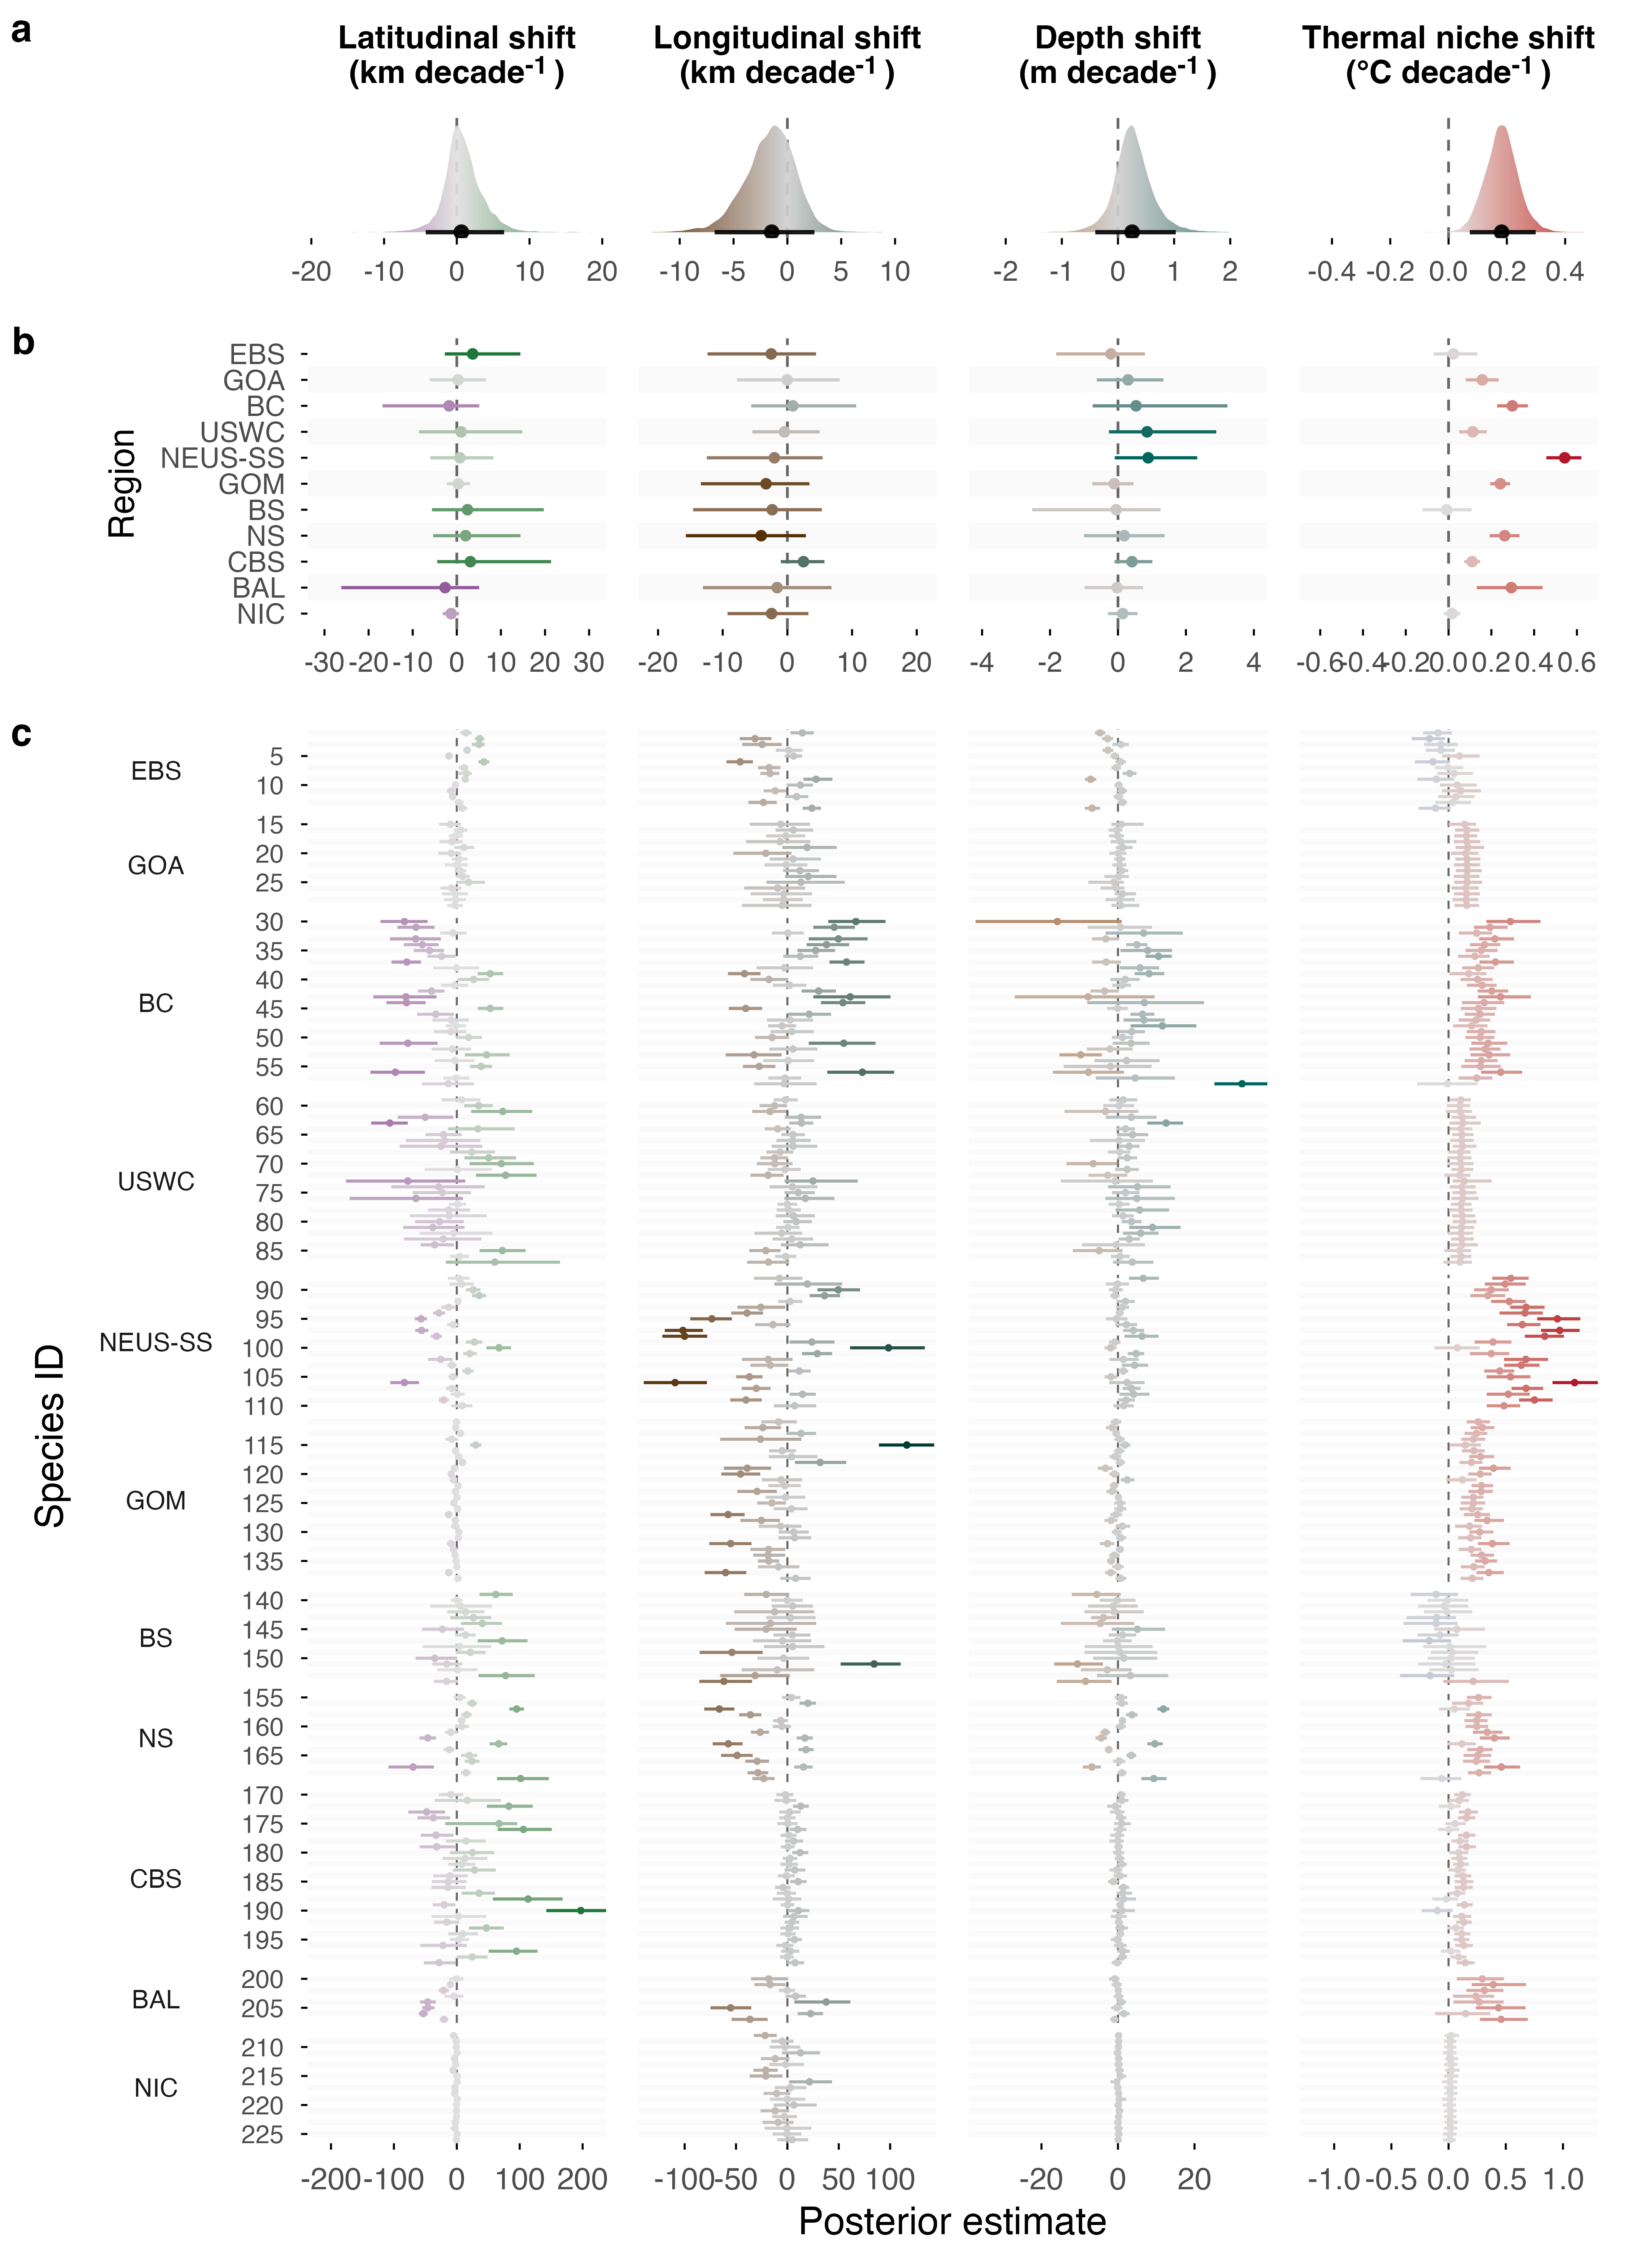 a
Latitudinal shift Longitudinal shift Depth shift Thermal niche shift
(km decade-1 ) (km decade-1 ) (m decade-1 ) (°C decade-1 )
-20 -10 0 10 20 -10 -5 0 5 10 -2 -1 0 1 2 -0.4 -0.2 0.0 0.2 0.4
b
Region
EBS
GOA
BC
USWC
NEUS-SS
GOM
BS
NS
CBS
BAL
NIC
-30 -20 -10 0 10 20 30 -20 -10 0 10 20 -4 -2 0 2 4 -0.6 -0.4 -0.2 0.0 0.2 0.4 0.6
c
Species ID
5
EBS
10
15
20
GOA
25
30
35
40
BC
45
50
55
60
65
70
USWC
75
80
85
90
95
NEUS-SS
100
105
110
115
120
GOM
125
130
135
140
BS
145
150
155
NS
160
165
170
175
180
CBS
185
190
195
200
BAL
205
210
NIC
215
220
225
-200 -100 0 100 200 -100 -50 0 50 100 -20 0 20 -1.0 -0.5 0.0 0.5 1.0
Posterior estimate